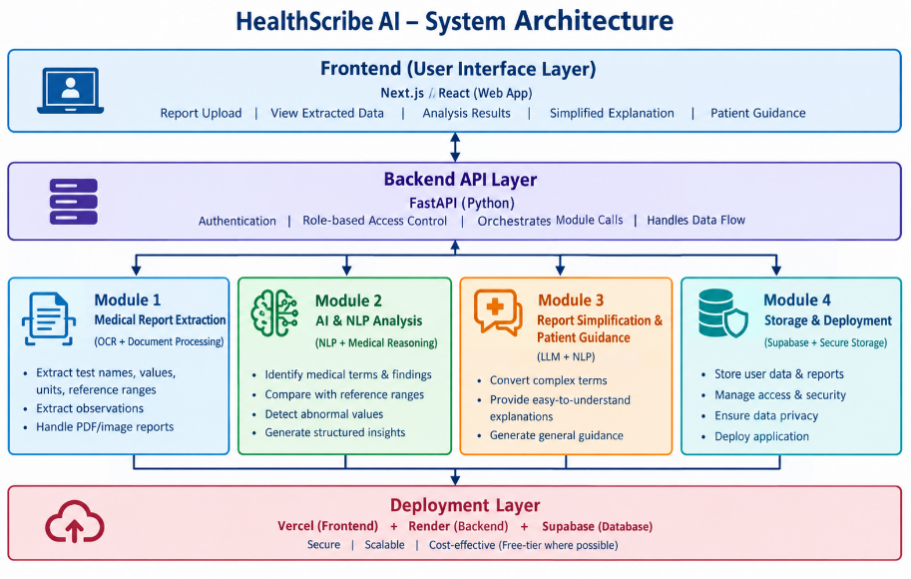 HealthScribe AI – System Architecture
Frontend (User Interface Layer)
Next.js // React (Web App)
Report Upload | View Extracted Data | Analysis Results | Simplified Explanation | Patient Guidance
Backend API Layer
FastAPI (Python)
Authentication | Role-based Access Control | Orchestrates Module Calls | Handles Data Flow
Module 1
Medical Report Extraction
(OCR + Document Processing)
• Extract test names, values,
units, reference ranges
• Extract observations
• Handle PDF/image reports
Module 2
AI & NLP Analysis
(NLP + Medical Reasoning)
• Identify medical terms & findings
• Compare with reference ranges
• Detect abnormal values
• Generate structured insights
Module 3
Report Simplification &
Patient Guidance
(LLM + NLP)
• Convert complex terms
• Provide easy-to-understand
explanations
• Generate general guidance
Module 4
Storage & Deployment
(Supabase + Secure Storage)
• Store user data & reports
• Manage access & security
• Ensure data privacy
• Deploy application
Deployment Layer
Vercel (Frontend) + Render (Backend) + Supabase (Database)
Secure | Scalable | Cost-effective (Free-tier where possible)